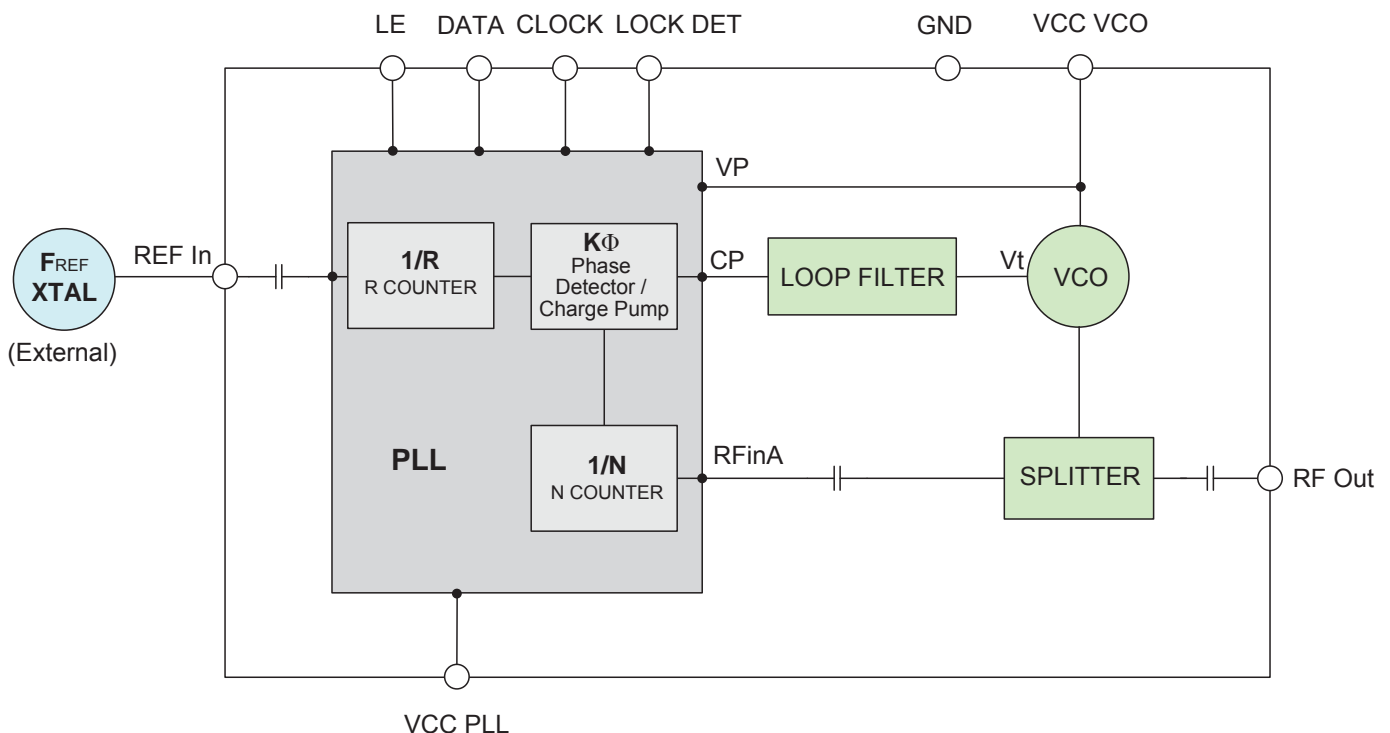 LE
DATA
CLOCK
LOCK DET
GND
VCC VCO
VP
REF In
FREF
XTAL
(External)
1/R
R COUNTER
KΦ
Phase
Detector /
Charge Pump
CP
LOOP FILTER
Vt
VCO
PLL
1/N
N COUNTER
RFinA
SPLITTER
RF Out
VCC PLL